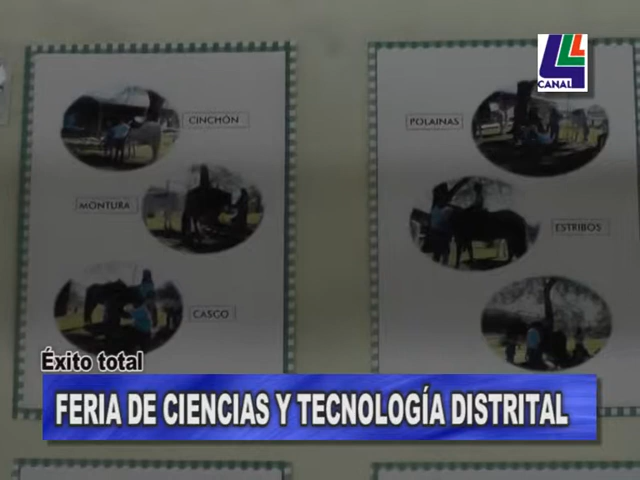 CANAL
CINCHÓN
MONTURA
CASCO
POLAINAS
ESTRIBOS
Éxito total
FERIA DE CIENCIAS Y TECNOLOGÍA DISTRITAL